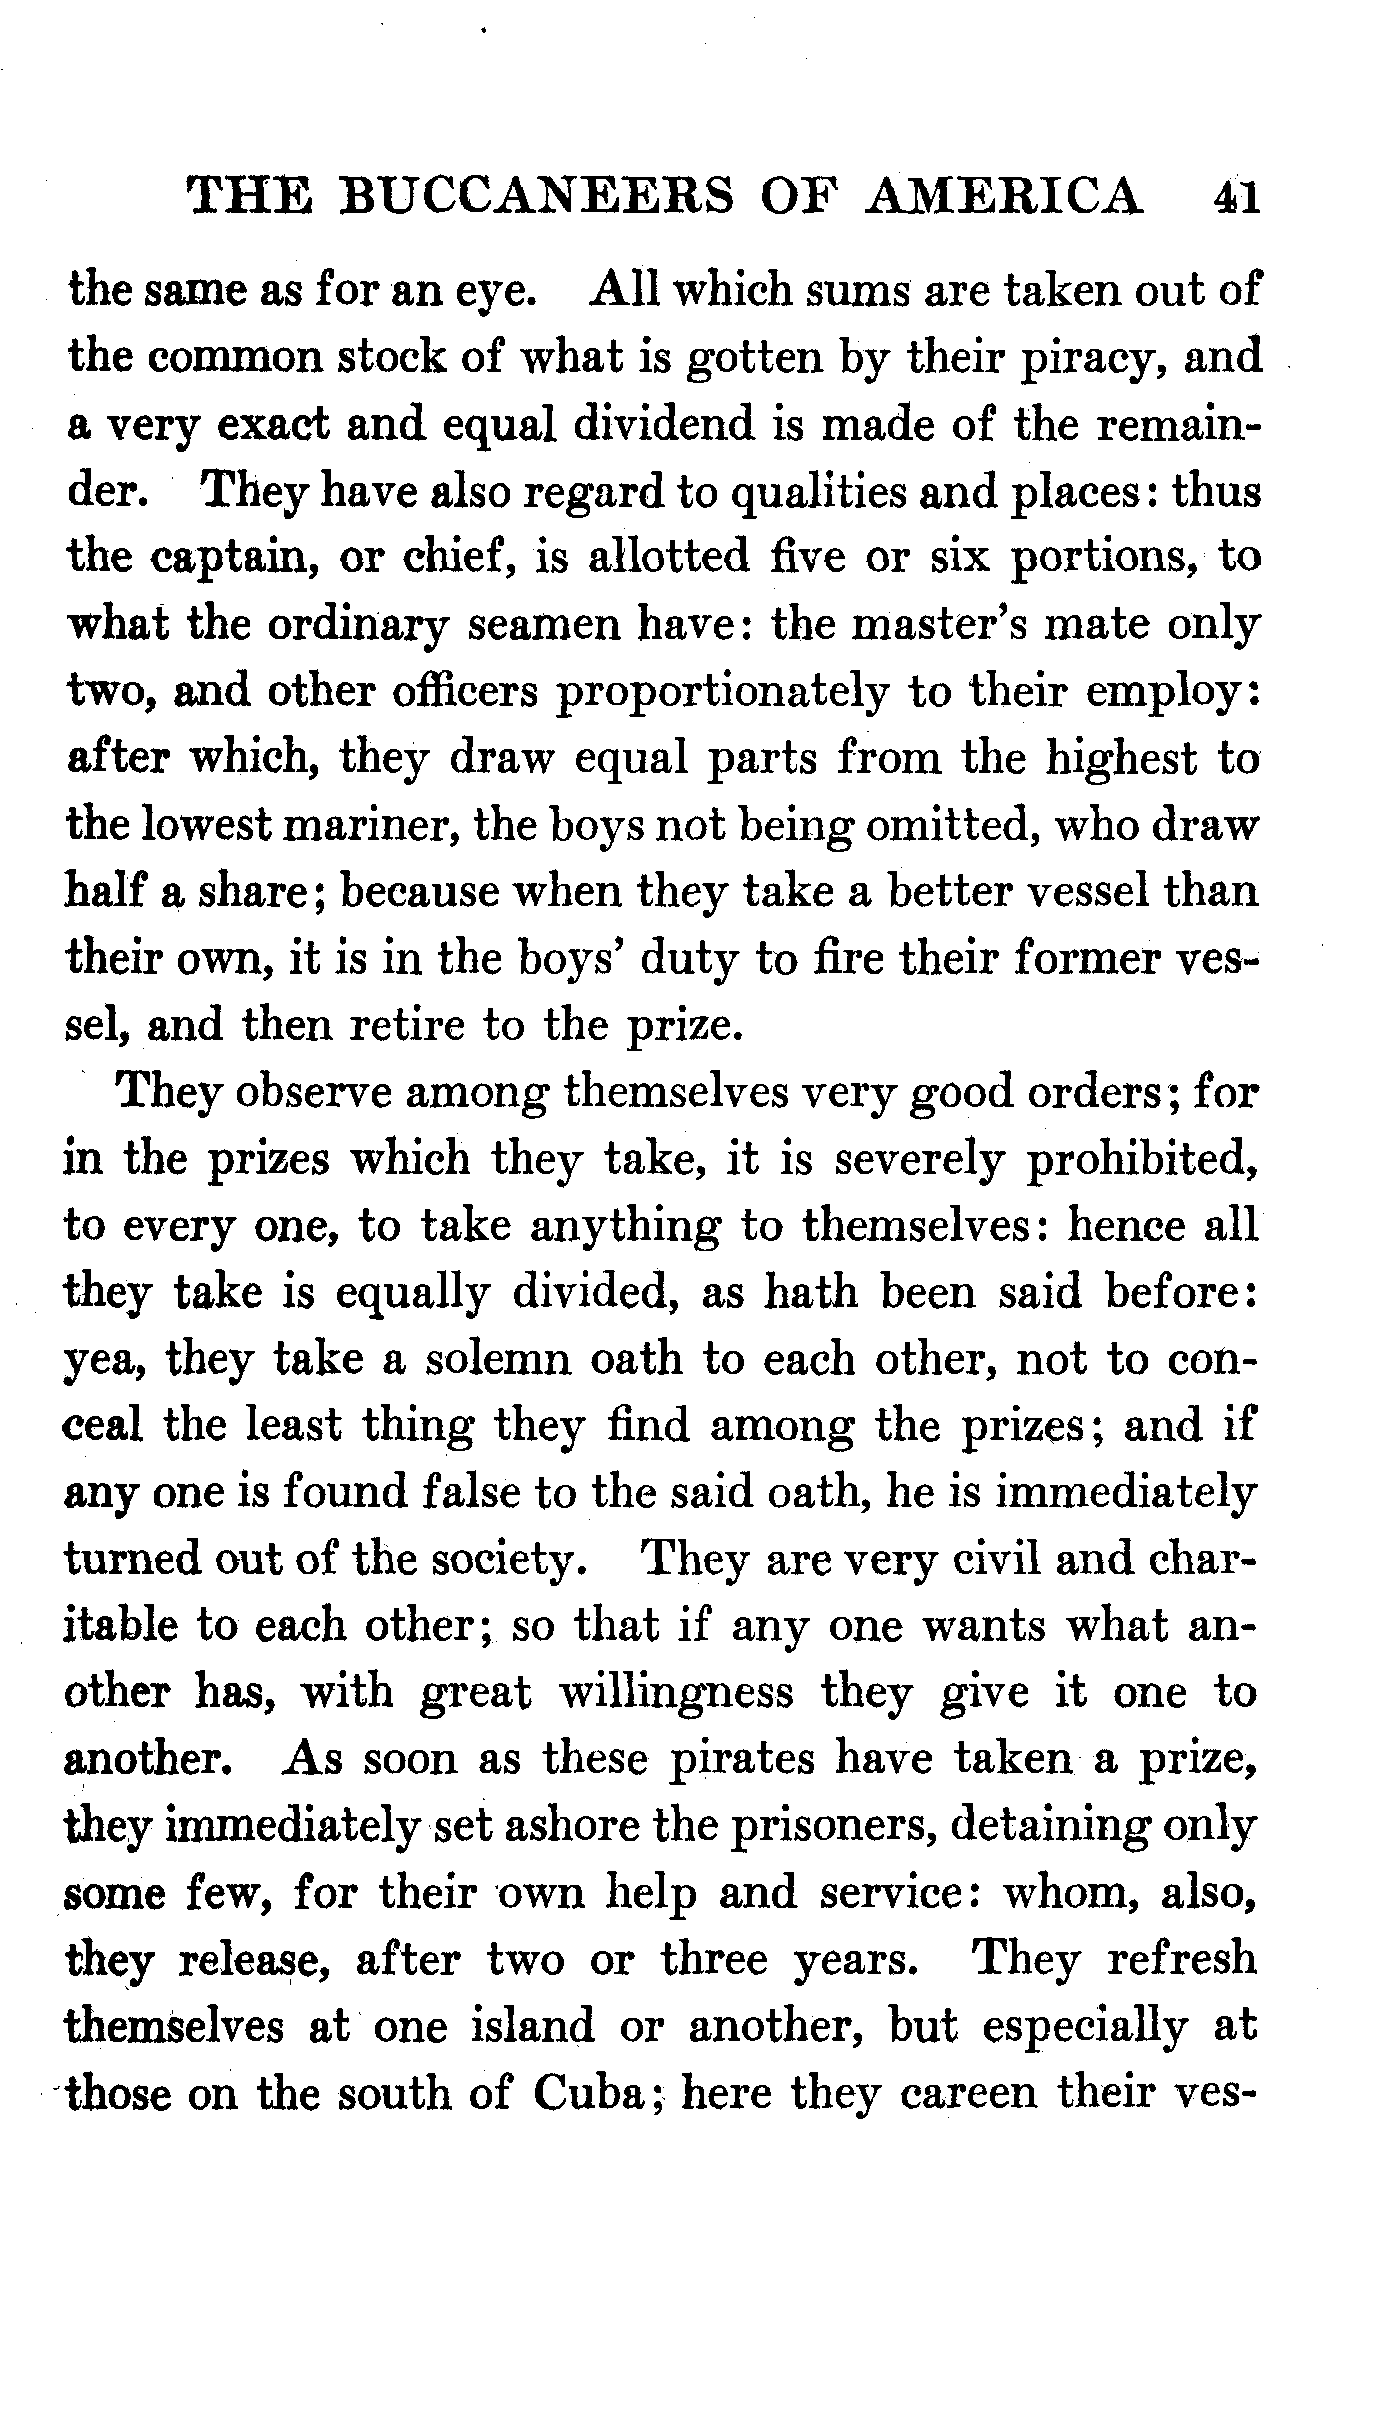 THE BUCCANEERS OF AMERICA 41
the same as for an eye. All which sums are taken out of
the common stock of what is gotten by their piracy, and
a very exact and equal dividend is made of the remain-
der. They have also regard to qualities and places: thus
the captain, or chief, is allotted five or six portions, to
what the ordinary seamen have: the master's mate only
two, and other officers proportionately to their employ:
after which, they draw equal parts from the highest to
the lowest mariner, the boys not being omitted, who draw
half a share; because when they take a better vessel than
their own, it is in the boys' duty to fire their former ves-
sel, and then retire to the prize.
They observe among themselves very good orders; for
in the prizes which they take, it is severely prohibited,
to every one, to take anything to themselves: hence all
they take is equally divided, as hath been said before:
yea, they take a solemn oath to each other, not to con-
ceal the least thing they find among the prizes; and if
any one is found false to the said oath, he is immediately
turned out of the society. They are very civil and char-
itable to each other; so that if any one wants what an-
other has, with great willingness they give it one to
another. As soon as these pirates have taken a prize,
they immediately set ashore the prisoners, detaining only
some few, for their own help and service: whom, also,
they release, after two or three years. They refresh
themselves at one island or another, but especially at
those on the south of Cuba; here they careen their ves-